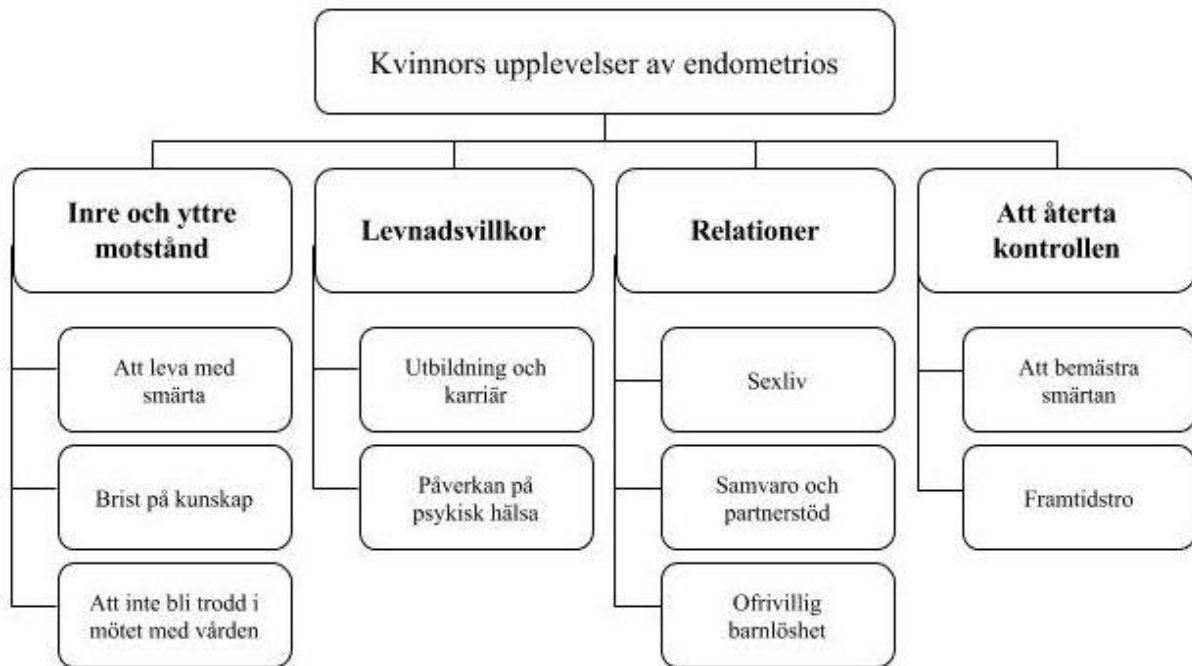 Kvinnors upplevelser av endometrios
Inre och yttre
motstånd
Att leva med
smärta
Brist på kunskap
Att inte bli trodd i
mötet med vården
Levnadsvillkor
Utbildning och
karriär
Påverkan på
psykisk hälsa
Relationer
Sexliv
Samvaro och
partnerstöd
Ofrivillig
barnlöshet
Att återta
kontrollen
Att bemästra
smärtan
Framtidstro